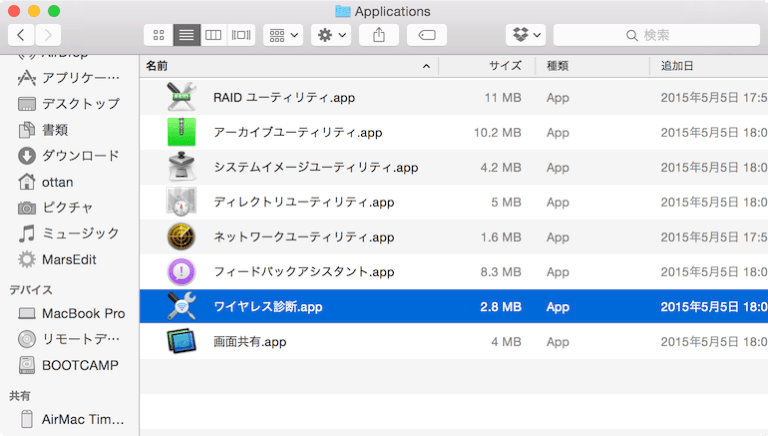 Applications
検索
AirDrop
アプリケー…
デスクトップ
書類
ダウンロード
ottan
ピクチャ
ミュージック
MarsEdit
デバイス
MacBook Pro
リモートデ…
BOOTCAMP
共有
AirMac Tim…
名前 サイズ 種類 追加日
RAID ユーティリティ.app 11 MB App 2015年5月5日 17:5
アーカイブユーティリティ.app 10.2 MB App 2015年5月5日 18:0
システムイメージユーティリティ.app 4.2 MB App 2015年5月5日 18:0
ディレクトリユーティリティ.app 5 MB App 2015年5月5日 18:0
ネットワークユーティリティ.app 1.6 MB App 2015年5月5日 17:5
フィードバックアシスタント.app 8.3 MB App 2015年5月5日 18:0
ワイヤレス診断.app 2.8 MB App 2015年5月5日 18:0
画面共有.app 4 MB App 2015年5月5日 18:0